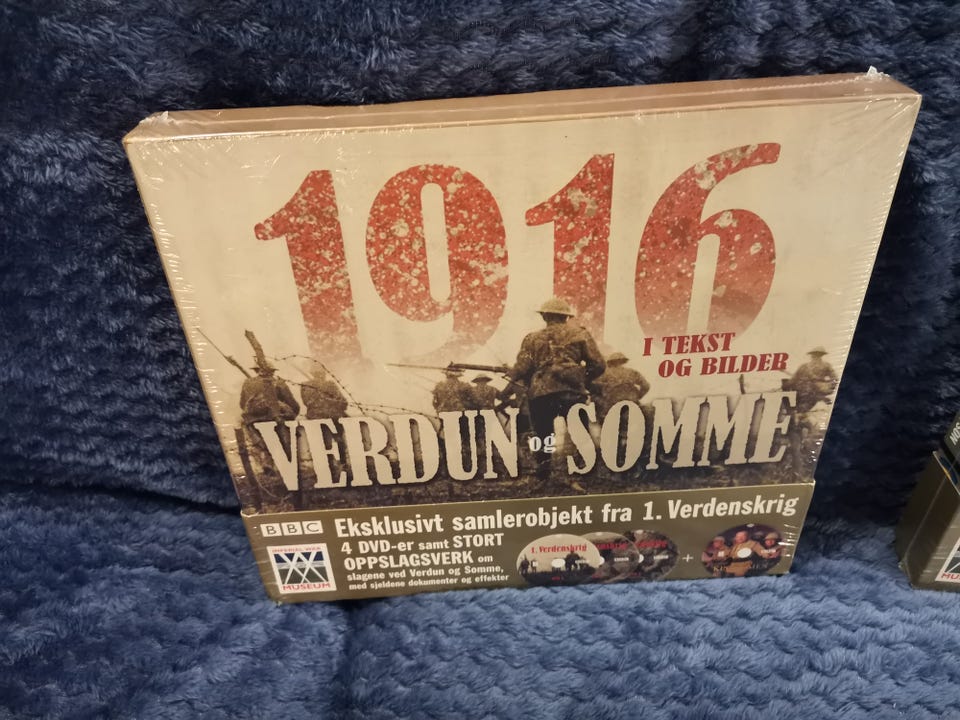 1916
I TEKST
OG BILDER
VERDUN og SOMME
BBC
Eksklusivt samlerobjekt fra 1. Verdenskrig
4 DVD-er samt STORT
OPPSLAGSVERK om
slagene ved Verdun og Somme,
med sjeldene dokumenter og effekter
IMPERIAL WAR
MUSEUM
1. Verdenskrig
+